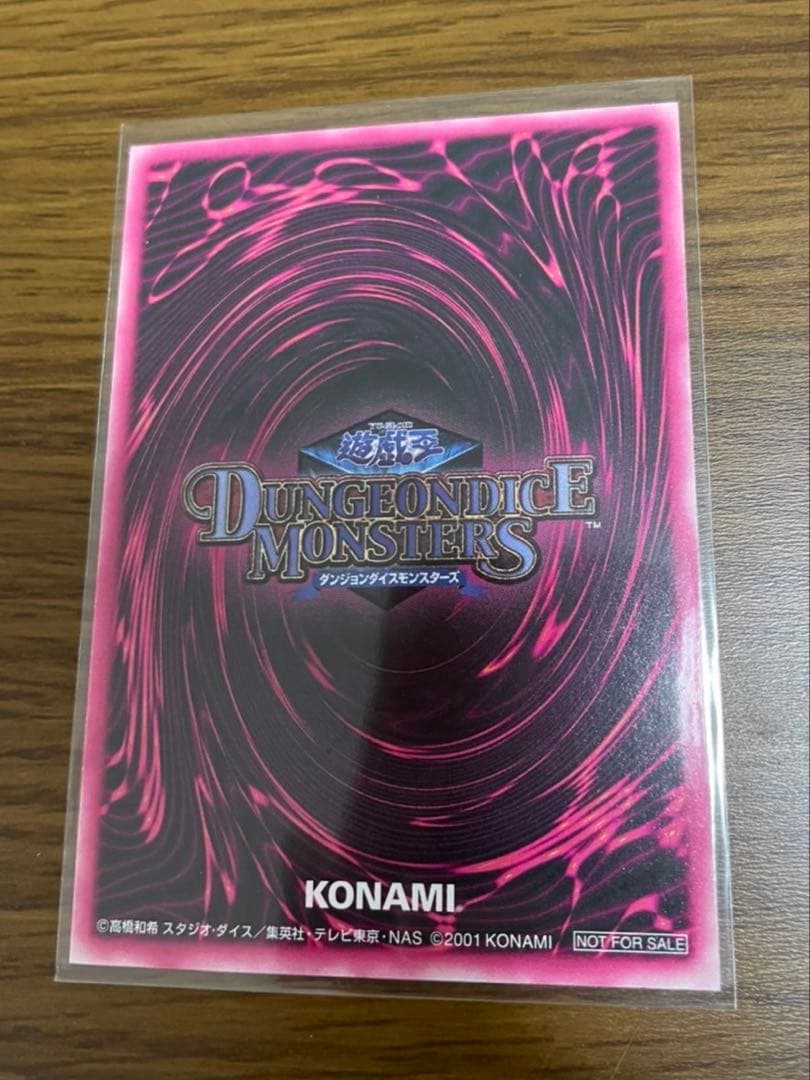 遊戯王
DUNGEONDICE
MONSTERS™
ダンジョンダイスモンスターズ
KONAMI
©高橋和希 スタジオ・ダイス／集英社・テレビ東京・NAS ©2001 KONAMI NOT FOR SALE